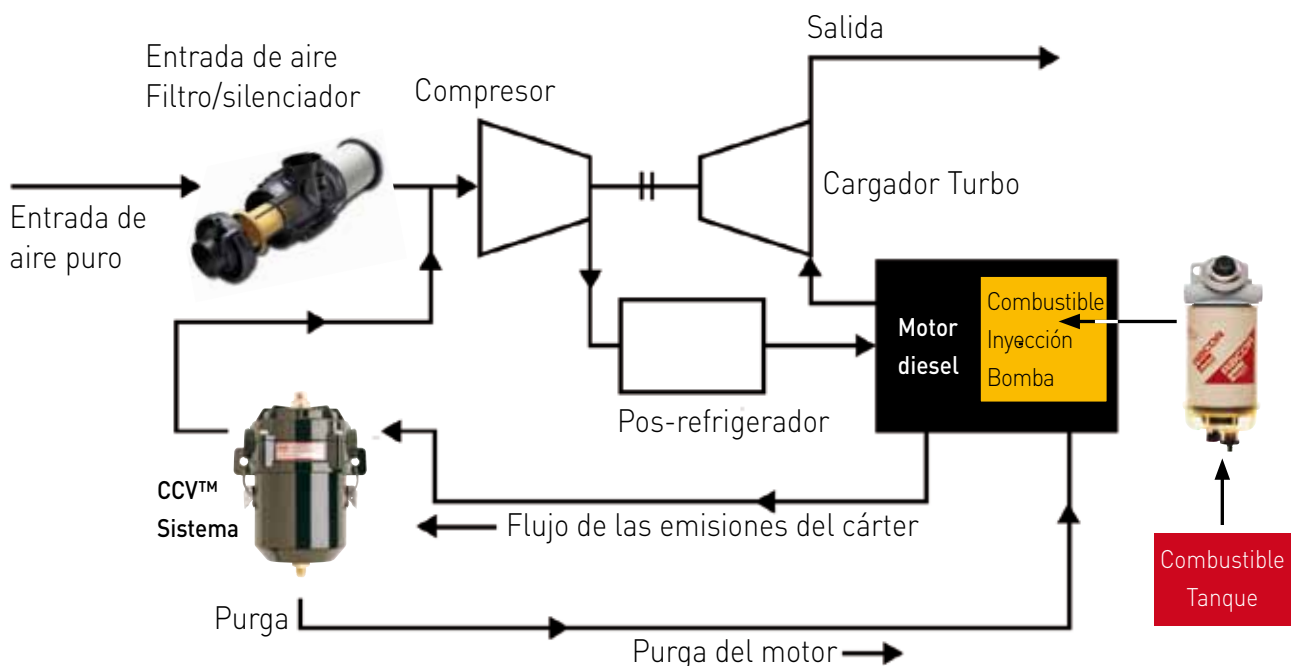 Entrada de aire
Filtro/silenciador
Compresor
Salida
Entrada de
aire puro
Cargador Turbo
Motor
diesel
Combustible
Inyección
Bomba
Pos-refrigerador
CCV™
Sistema
Flujo de las emisiones del cárter
Combustible
Tanque
Purga
Purga del motor